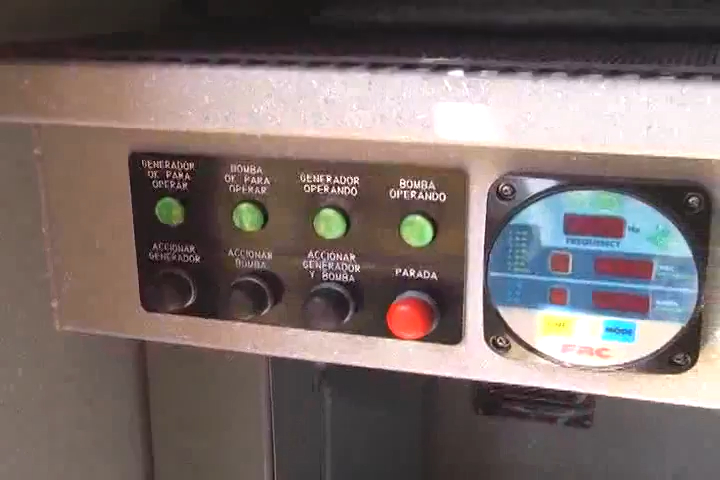 GENERADOR
OK PARA
OPERAR
BOMBA
OK PARA
OPERAR
GENERADOR
OPERANDO
BOMBA
OPERANDO
ACCIONAR
GENERADOR
ACCIONAR
BOMBA
ACCIONAR
GENERADOR
Y BOMBA
PARADA
Hz
MODE
FRC